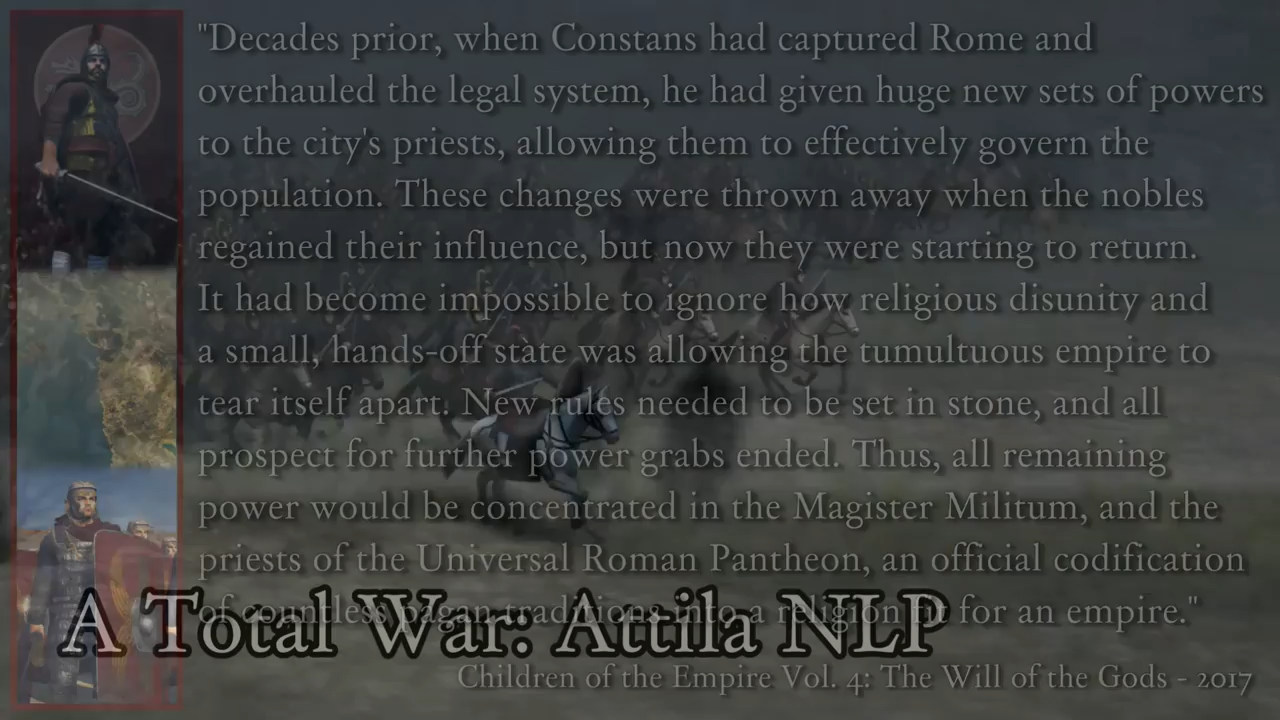 "Decades prior, when Constans had captured Rome and
overhauled the legal system, he had given huge new sets of powers
to the city's priests, allowing them to effectively govern the
population. These changes were thrown away when the nobles
regained their influence, but now they were starting to return.
It had become impossible to ignore how religious disunity and
a small, hands-off state was allowing the tumultuous empire to
tear itself apart. New rules needed to be set in stone, and all
prospect for further power grabs ended. Thus, all remaining
power would be concentrated in the Magister Militum, and the
priests of the Universal Roman Pantheon, an official codification
of countless pagan traditions into a religion fit for an empire."
A Total War: Attila NLP
Children of the Empire Vol. 4: The Will of the Gods - 2017